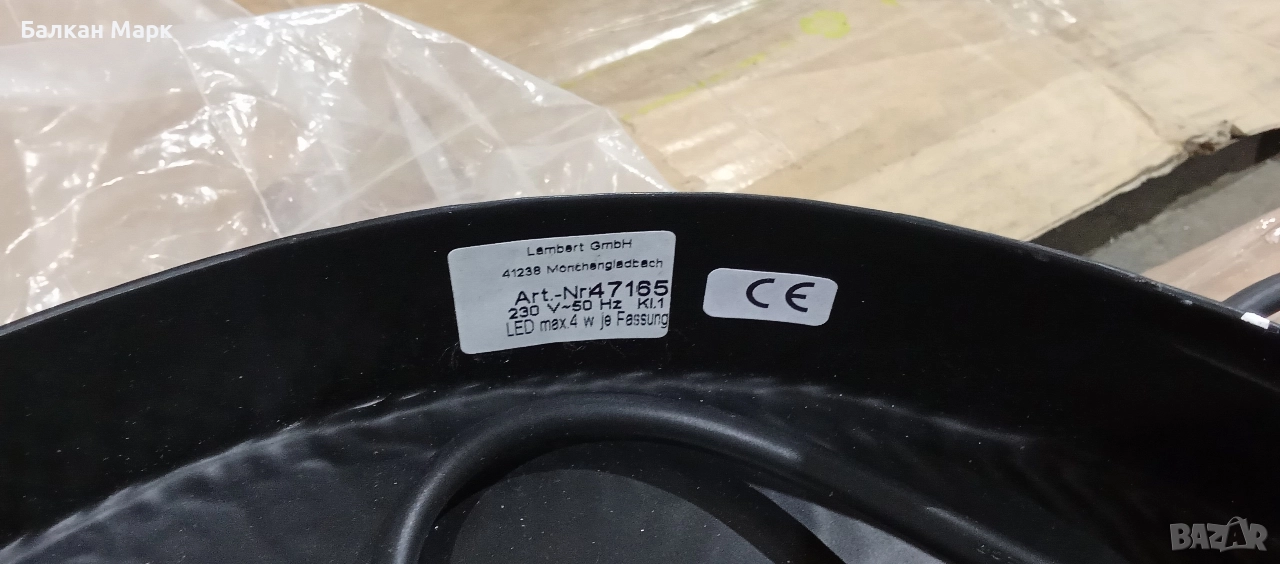 Балкан Марк
Lambert GmbH
41238 Mönchengladbach
Art.-Nr:47165
230 V~50 Hz Kl.1
LED max.4 w je Fassung
CE
BAZAR